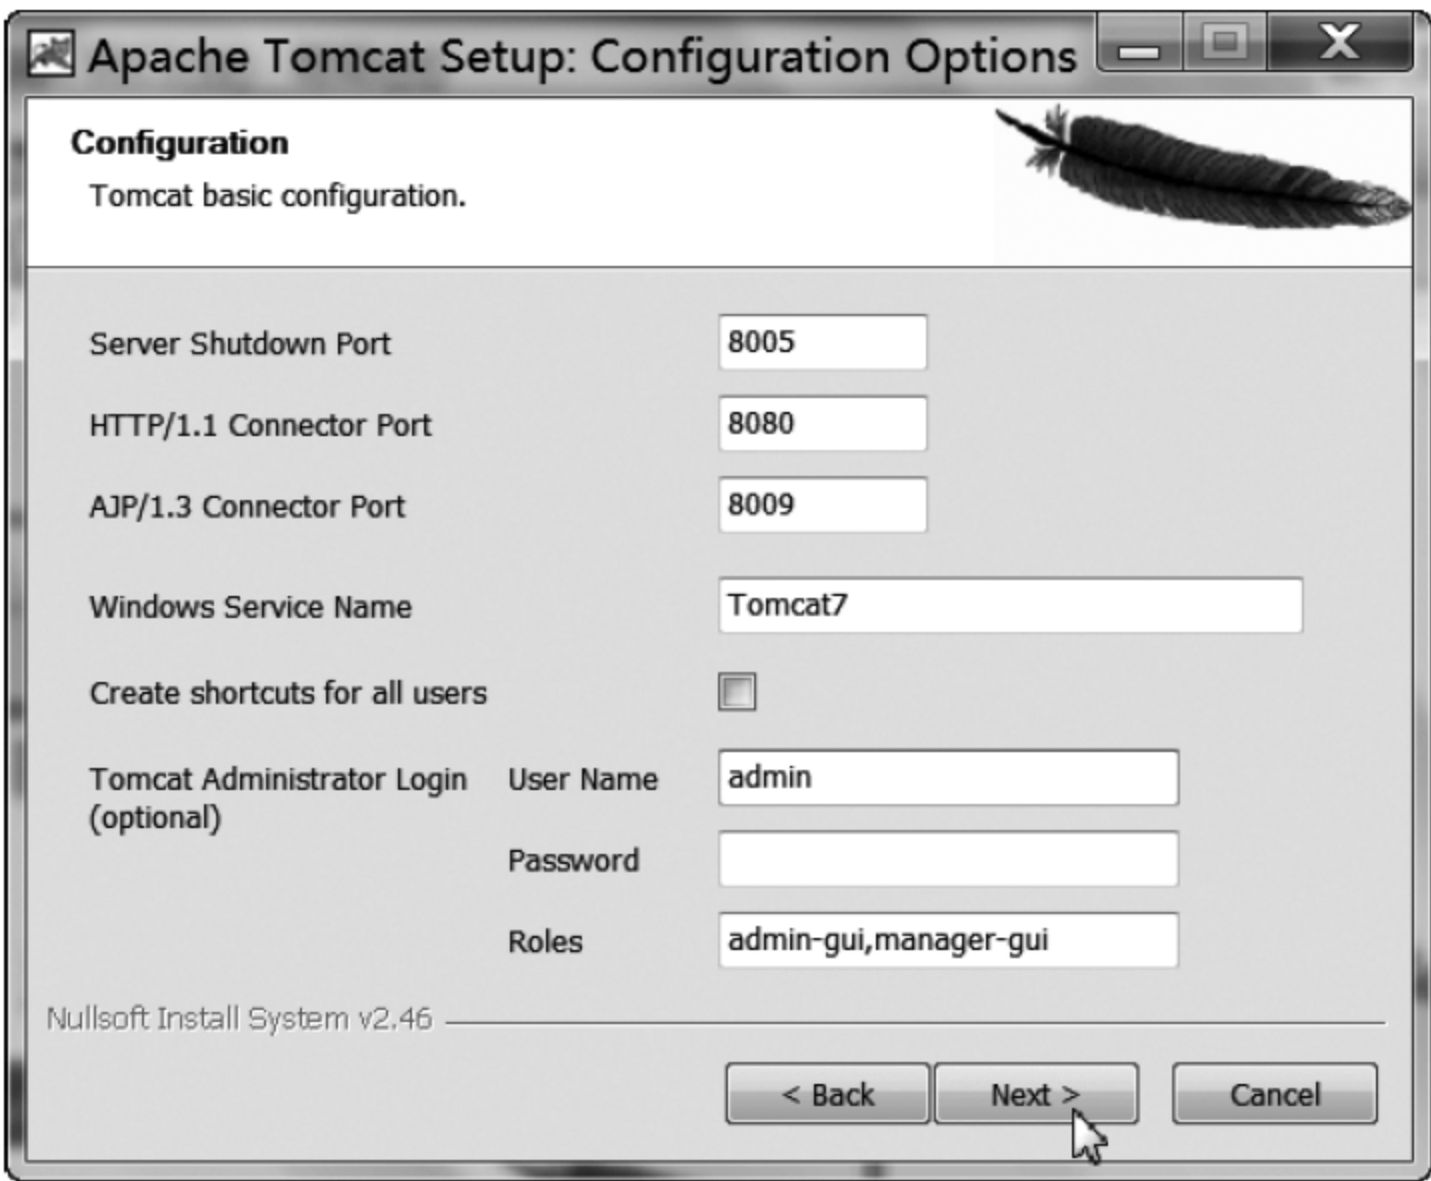 Apache Tomcat Setup: Configuration Options
Configuration
Tomcat basic configuration.
Server Shutdown Port 8005
HTTP/1.1 Connector Port 8080
AJP/1.3 Connector Port 8009
Windows Service Name Tomcat7
Create shortcuts for all users
Tomcat Administrator Login User Name admin
(optional)
Password
Roles admin-gui,manager-gui
Nullsoft Install System v2.46
< Back Next > Cancel